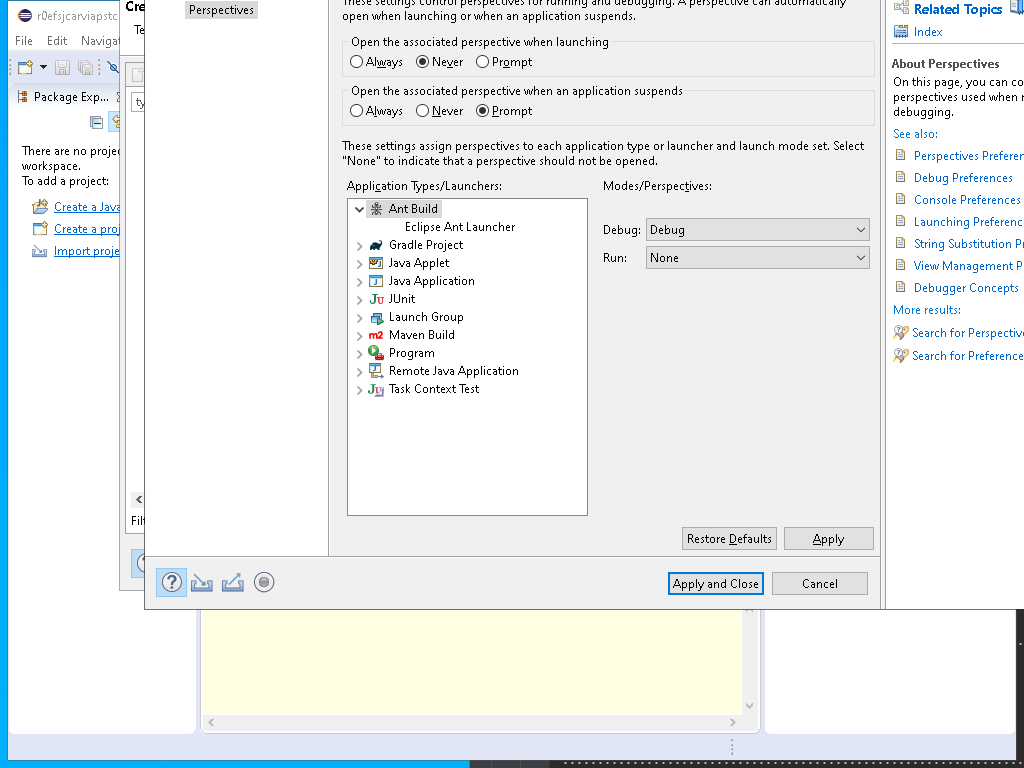 r0efsjcarviapstc
File Edit Navigat
Package Exp...
There are no proje
workspace.
To add a project:
Create a Java
Create a proj
Import proje
Cre
Te
ty
Filt
Perspectives
These settings control perspectives for running and debugging. A perspective can automatically
open when launching or when an application suspends.
Open the associated perspective when launching
Always Never Prompt
Open the associated perspective when an application suspends
Always Never Prompt
These settings assign perspectives to each application type or launcher and launch mode set. Select
"None" to indicate that a perspective should not be opened.
Application Types/Launchers:
Modes/Perspectives:
Ant Build
Eclipse Ant Launcher
Gradle Project
Java Applet
Java Application
JUnit
Launch Group
m2 Maven Build
Program
Remote Java Application
Task Context Test
Debug: Debug
Run: None
Restore Defaults Apply
Apply and Close Cancel
Related Topics
Index
About Perspectives
On this page, you can co
perspectives used when r
debugging.
See also:
Perspectives Preferen
Debug Preferences
Console Preferences
Launching Preferenc
String Substitution Pr
View Management P
Debugger Concepts
More results:
Search for Perspective
Search for Preference